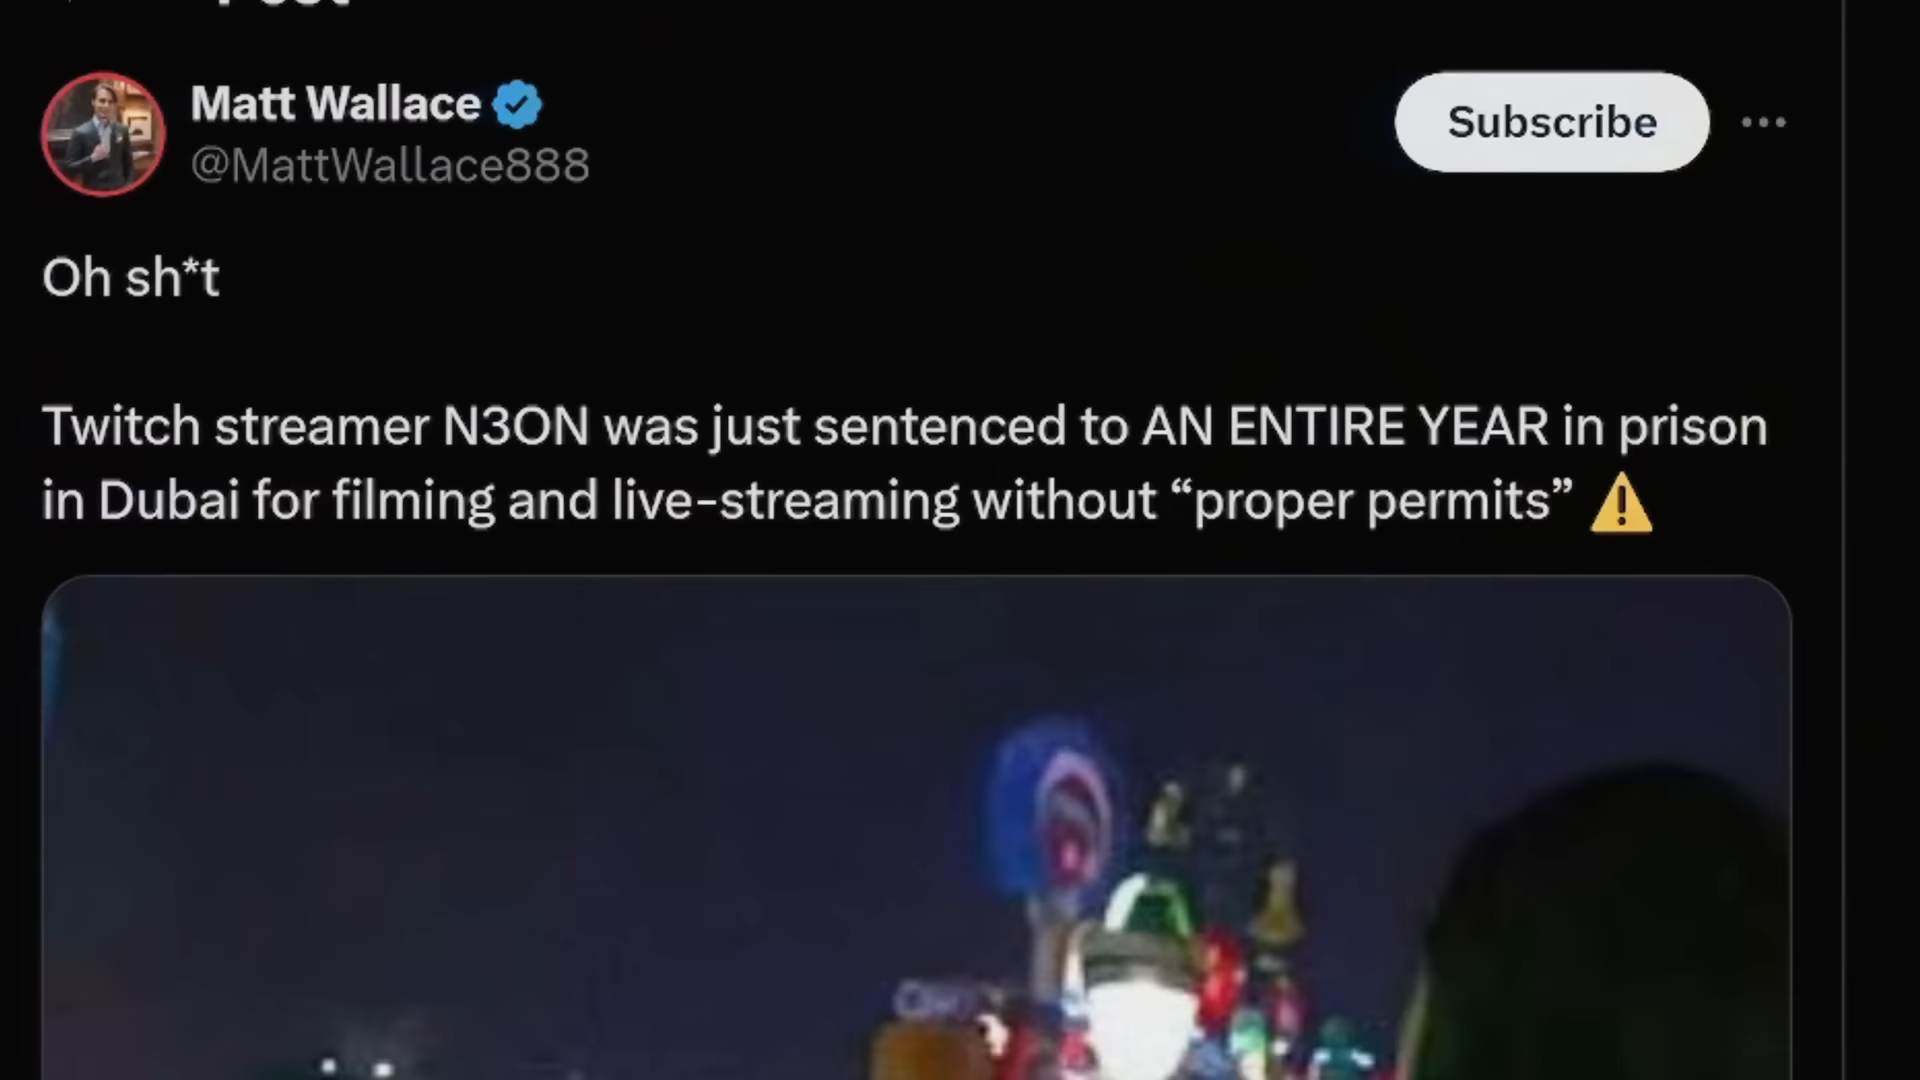 Matt Wallace
@MattWallace888
Subscribe
Oh sh*t
Twitch streamer N3ON was just sentenced to AN ENTIRE YEAR in prison
in Dubai for filming and live-streaming without “proper permits” ⚠️